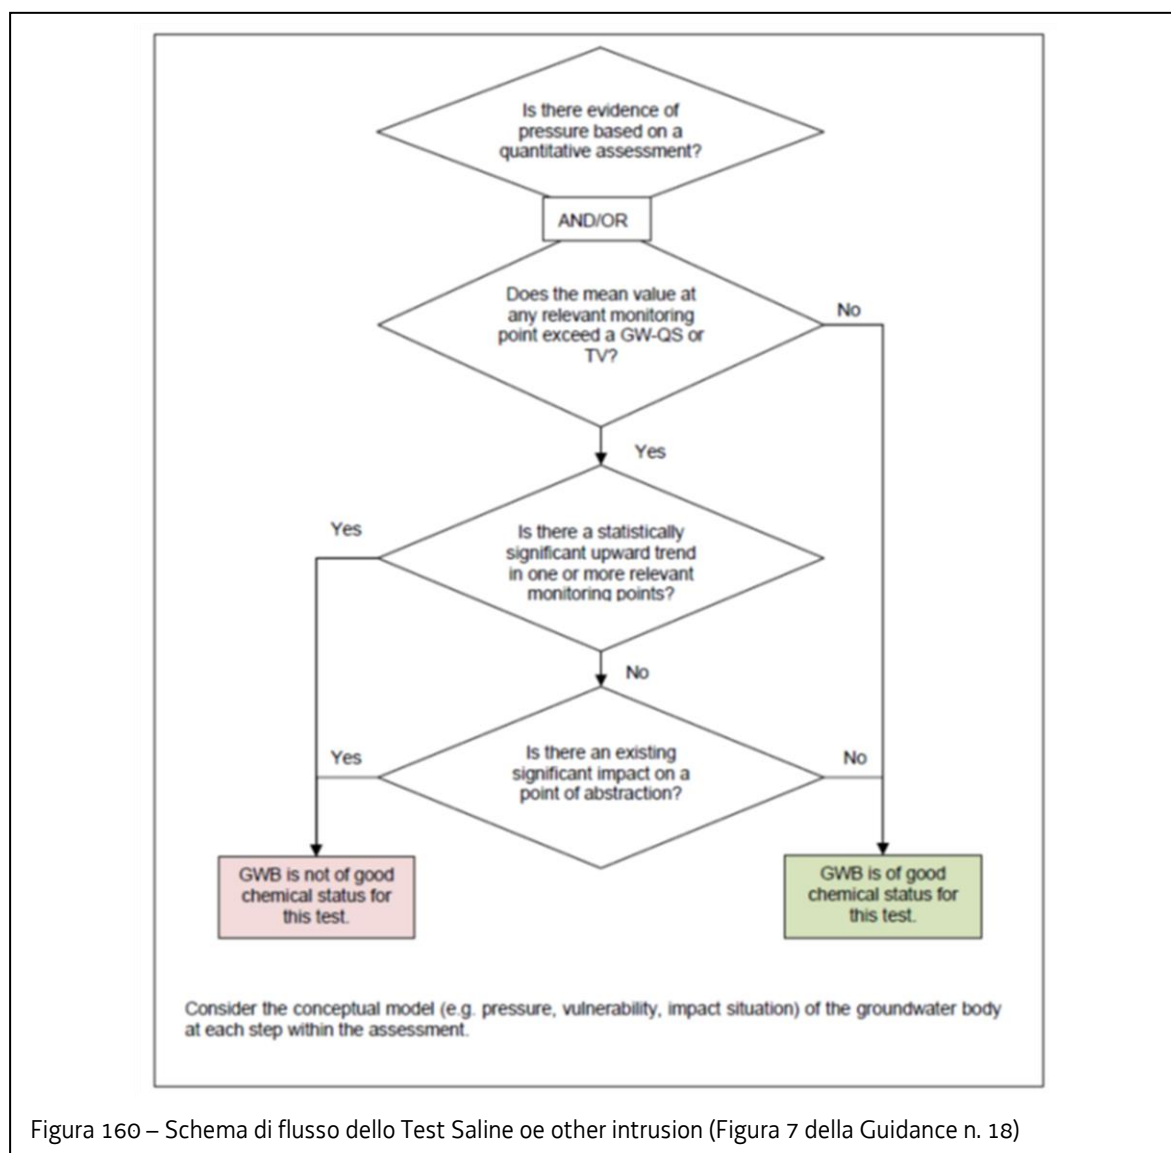 Is there evidence of
pressure based on a
quantitative assessment?
AND/OR
Does the mean value at
any relevant monitoring
point exceed a GW-QS or
TV?
No
Yes
Yes
Is there a statistically
significant upward trend
in one or more relevant
monitoring points?
No
Yes
Is there an existing
significant impact on a
point of abstraction?
No
GWB is not of good
chemical status for
this test.
GWB is of good
chemical status for
this test.
Consider the conceptual model (e.g. pressure, vulnerability, impact situation) of the groundwater body
at each step within the assessment.
Figura 160 – Schema di flusso dello Test Saline oe other intrusion (Figura 7 della Guidance n. 18)